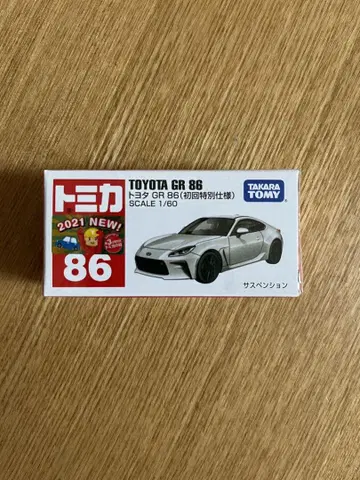 トミカ
2021 NEW!
86
TOYOTA GR 86
トヨタ GR 86(初回特別仕様)
SCALE 1/60
TAKARA
TOMY
サスペンション